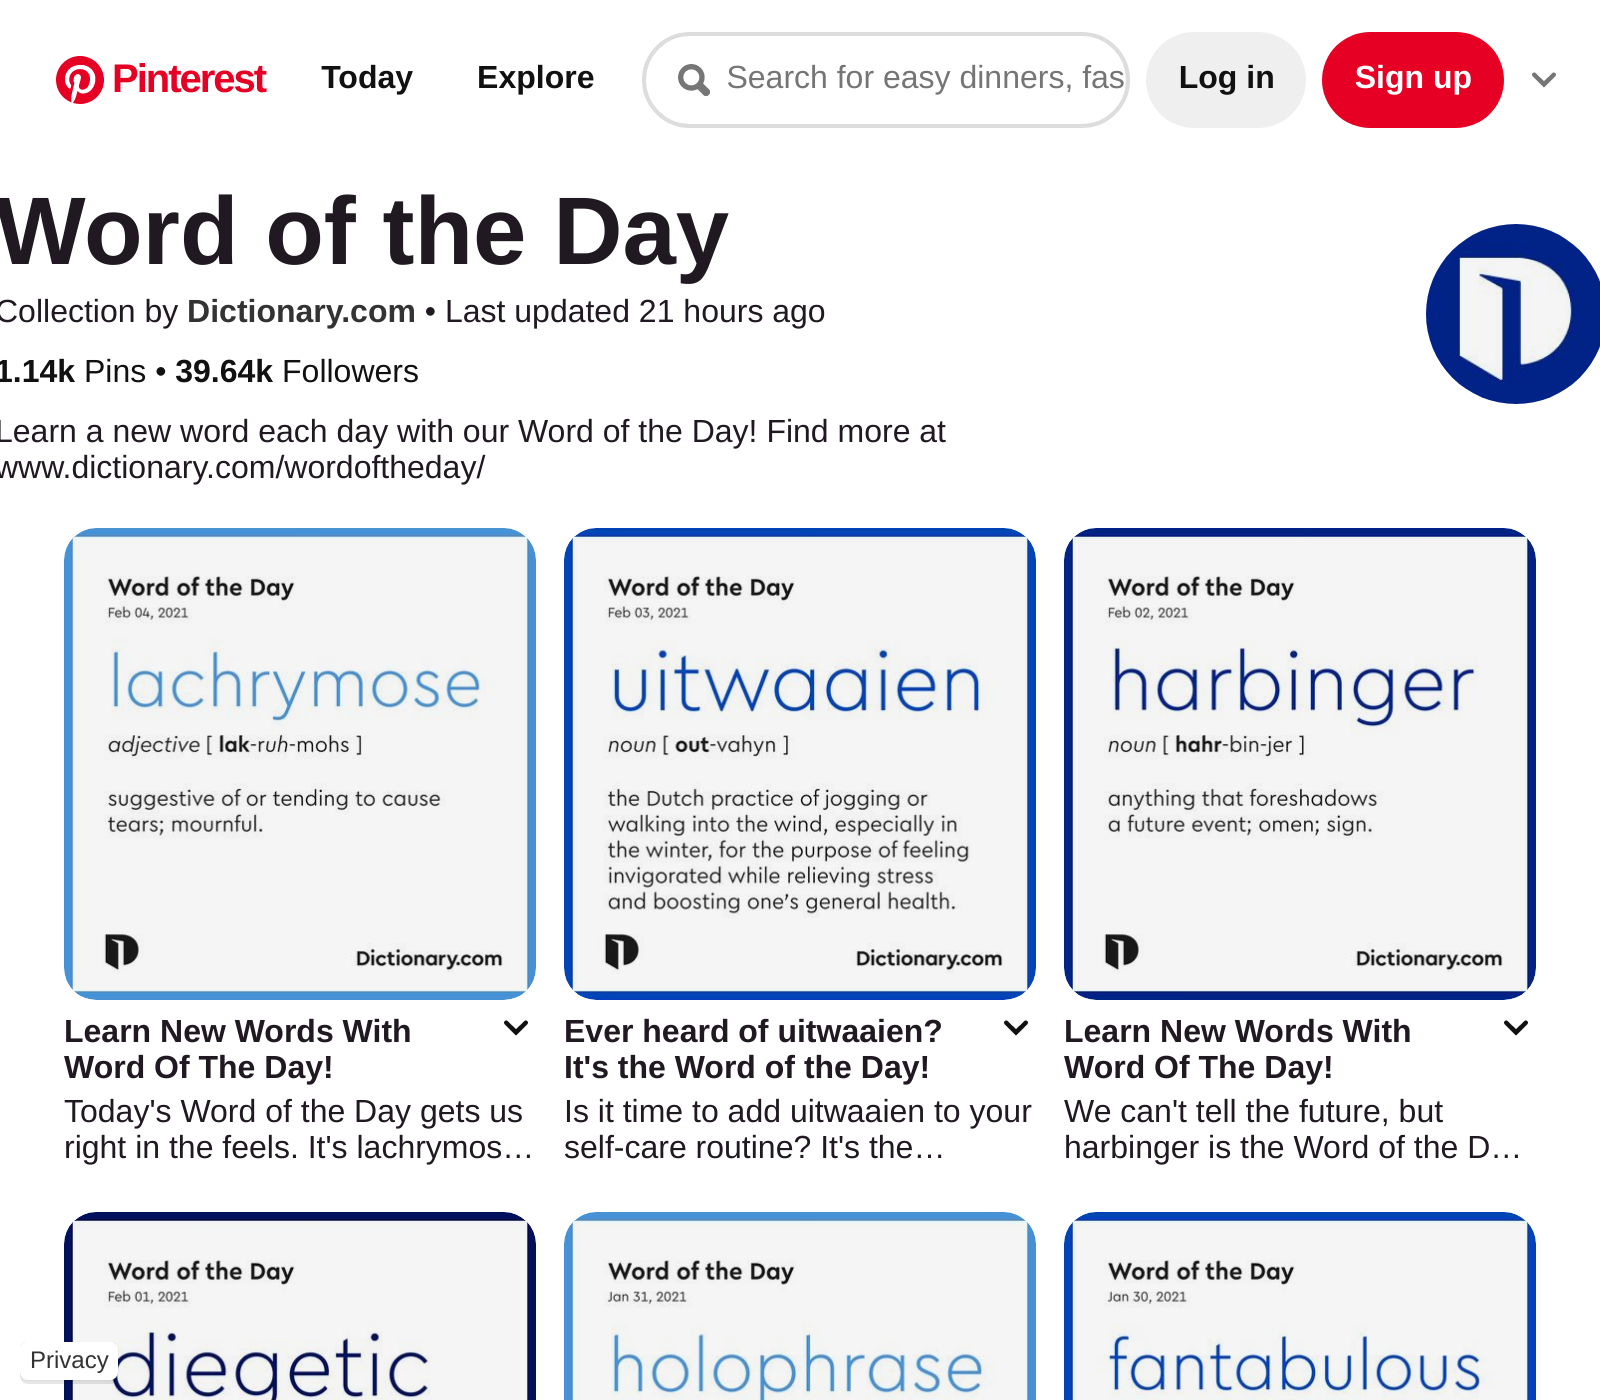 Pinterest
Today
Explore
Search for easy dinners, fas
Log in
Sign up
Word of the Day
Collection by Dictionary.com • Last updated 21 hours ago
1.14k Pins • 39.64k Followers
Learn a new word each day with our Word of the Day! Find more at
www.dictionary.com/wordoftheday/
Word of the Day
Feb 04, 2021
lachrymose
adjective [ lak-ruh-mohs ]
suggestive of or tending to cause
tears; mournful.
Dictionary.com
Learn New Words With
Word Of The Day!
Today's Word of the Day gets us
right in the feels. It's lachrymos…
Word of the Day
Feb 03, 2021
uitwaaien
noun [ out-vahyn ]
the Dutch practice of jogging or
walking into the wind, especially in
the winter, for the purpose of feeling
invigorated while relieving stress
and boosting one's general health.
Dictionary.com
Ever heard of uitwaaien?
It's the Word of the Day!
Is it time to add uitwaaien to your
self-care routine? It's the…
Word of the Day
Feb 02, 2021
harbinger
noun [ hahr-bin-jer ]
anything that foreshadows
a future event; omen; sign.
Dictionary.com
Learn New Words With
Word Of The Day!
We can't tell the future, but
harbinger is the Word of the D…
Word of the Day
Feb 01, 2021
diegetic
Word of the Day
Jan 31, 2021
holophrase
Word of the Day
Jan 30, 2021
fantabulous
Privacy